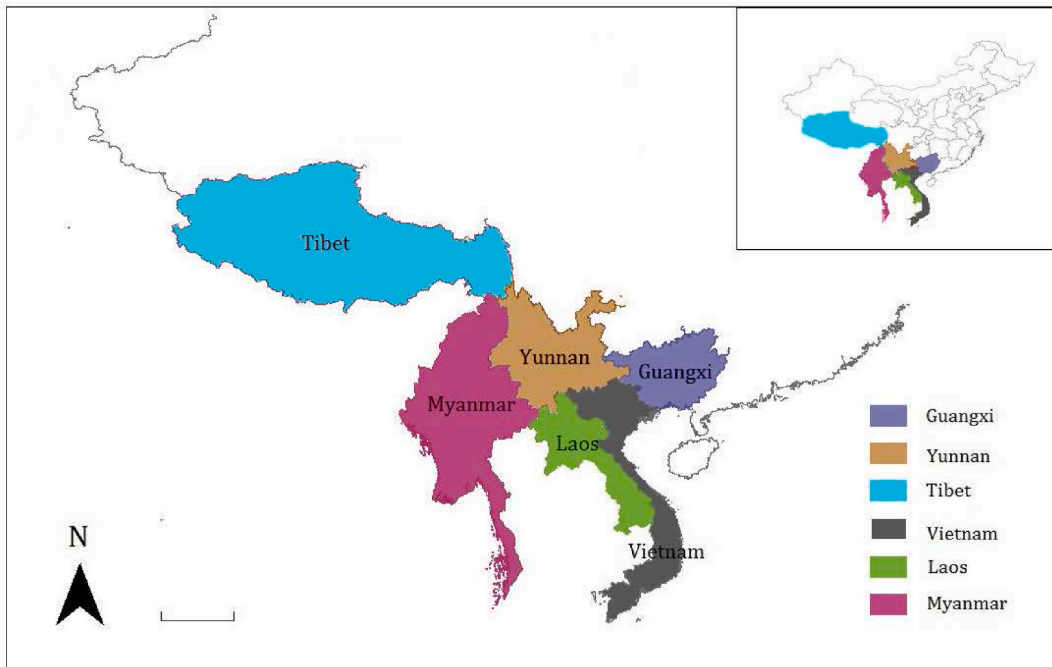 Tibet
Yunnan
Guangxi
Myanmar
Laos
Vietnam
N
Guangxi
Yunnan
Tibet
Vietnam
Laos
Myanmar